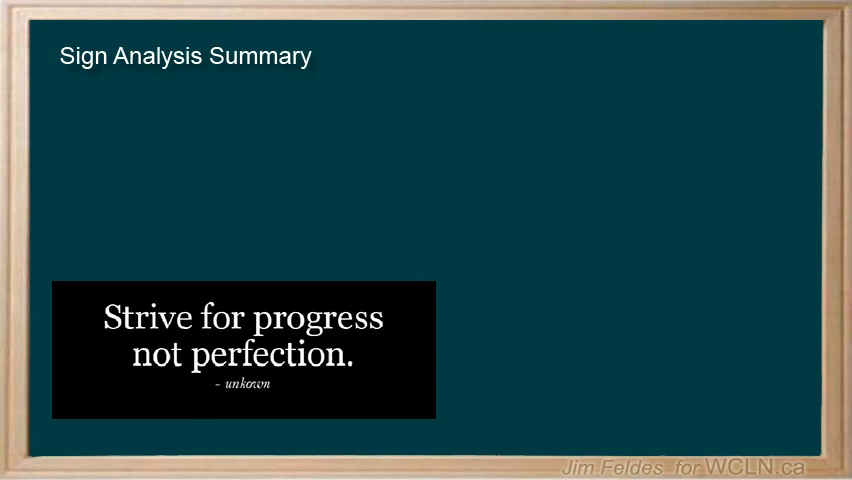 Sign Analysis Summary
Strive for progress
not perfection.
- unkown
Jim Feldes for WCLN.ca